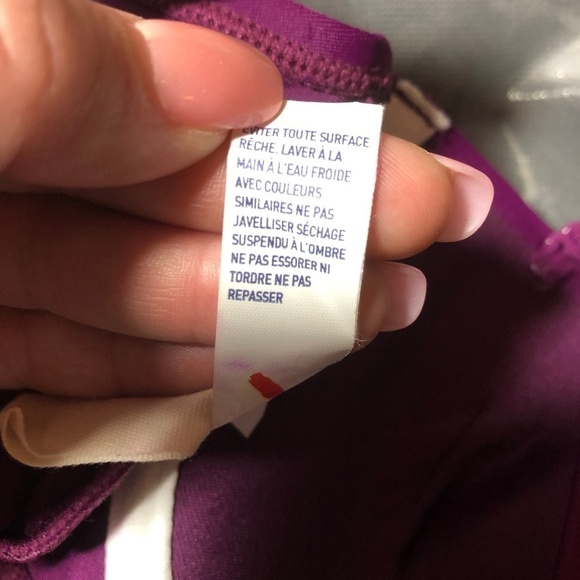 ÉVITER TOUTE SURFACE
RÊCHE. LAVER À LA
MAIN À L'EAU FROIDE
AVEC COULEURS
SIMILAIRES NE PAS
JAVELLISER SÉCHAGE
SUSPENDU À L'OMBRE
NE PAS ESSORER NI
TORDRE NE PAS
REPASSER